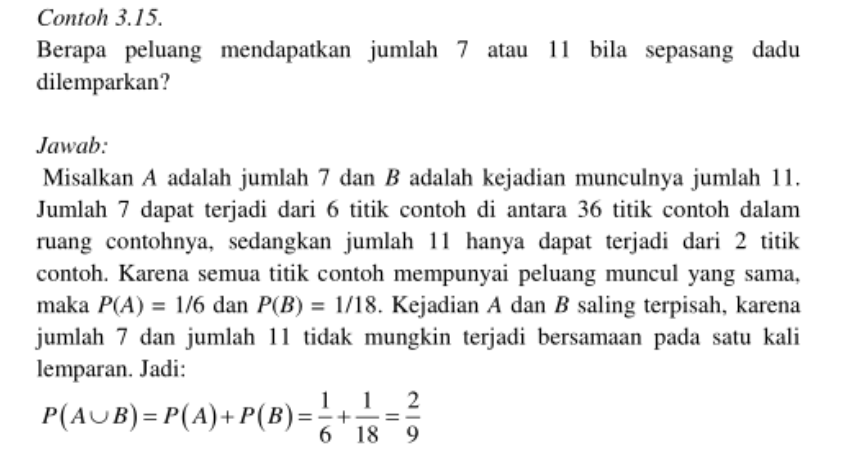 Contoh 3.15.
Berapa peluang mendapatkan jumlah 7 atau 11 bila sepasang dadu
dilemparkan?
Jawab:
Misalkan A adalah jumlah 7 dan B adalah kejadian munculnya jumlah 11.
Jumlah 7 dapat terjadi dari 6 titik contoh di antara 36 titik contoh dalam
ruang contohnya, sedangkan jumlah 11 hanya dapat terjadi dari 2 titik
contoh. Karena semua titik contoh mempunyai peluang muncul yang sama,
maka P(A) = 1/6 dan P(B) = 1/18. Kejadian A dan B saling terpisah, karena
jumlah 7 dan jumlah 11 tidak mungkin terjadi bersamaan pada satu kali
lemparan. Jadi:
P(A∪B)=P(A)+P(B)=1/6+1/18=2/9